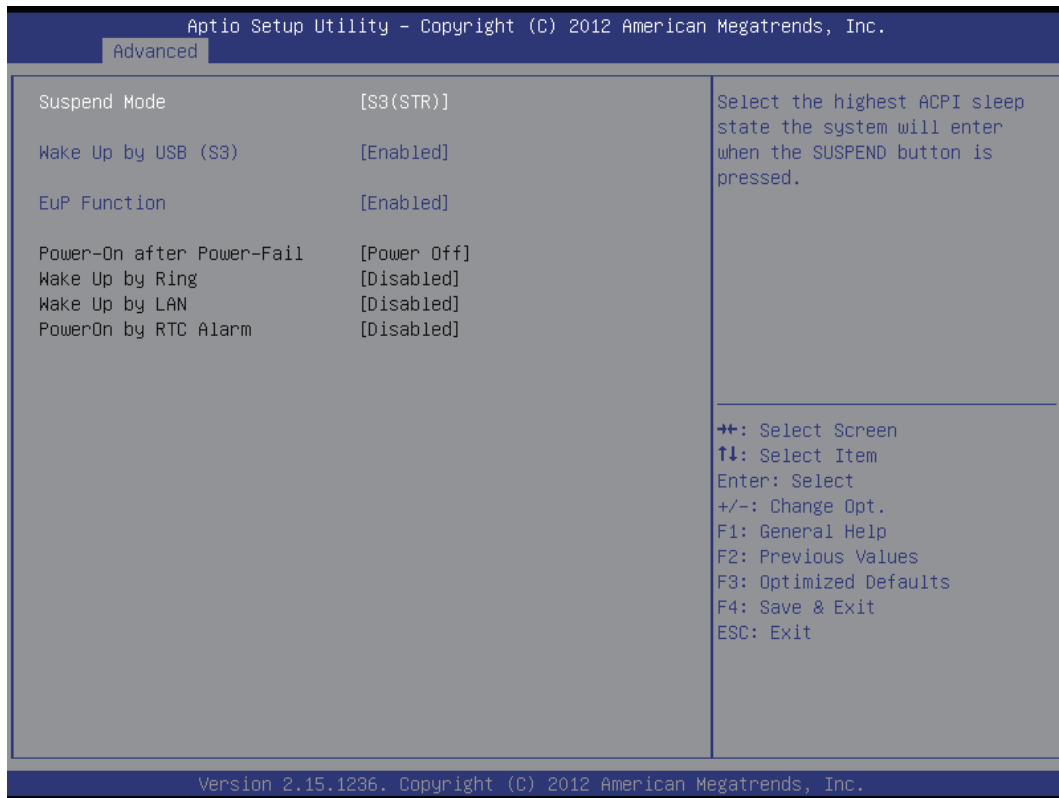 Aptio Setup Utility – Copyright (C) 2012 American Megatrends, Inc.
Advanced
Suspend Mode [S3(STR)]
Wake Up by USB (S3) [Enabled]
EuP Function [Enabled]
Power-On after Power-Fail [Power Off]
Wake Up by Ring [Disabled]
Wake Up by LAN [Disabled]
PowerOn by RTC Alarm [Disabled]
Select the highest ACPI sleep
state the system will enter
when the SUSPEND button is
pressed.
→←: Select Screen
↑↓: Select Item
Enter: Select
+/-: Change Opt.
F1: General Help
F2: Previous Values
F3: Optimized Defaults
F4: Save & Exit
ESC: Exit
Version 2.15.1236. Copyright (C) 2012 American Megatrends, Inc.